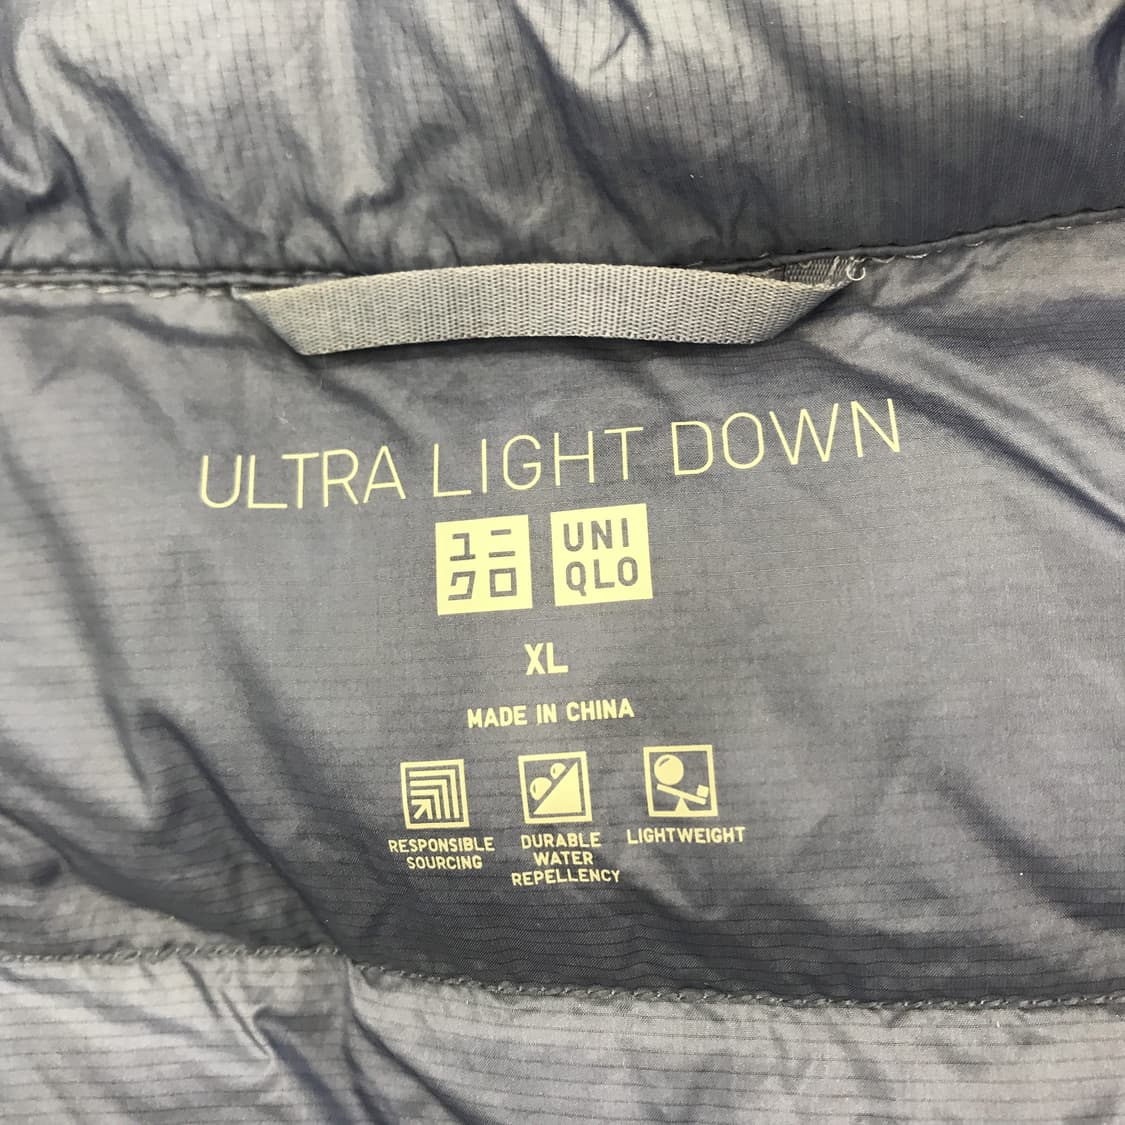 ULTRA LIGHT DOWN
ユニ
クロ
UNI
QLO
XL
MADE IN CHINA
RESPONSIBLE
SOURCING
DURABLE
WATER
REPELLENCY
LIGHTWEIGHT